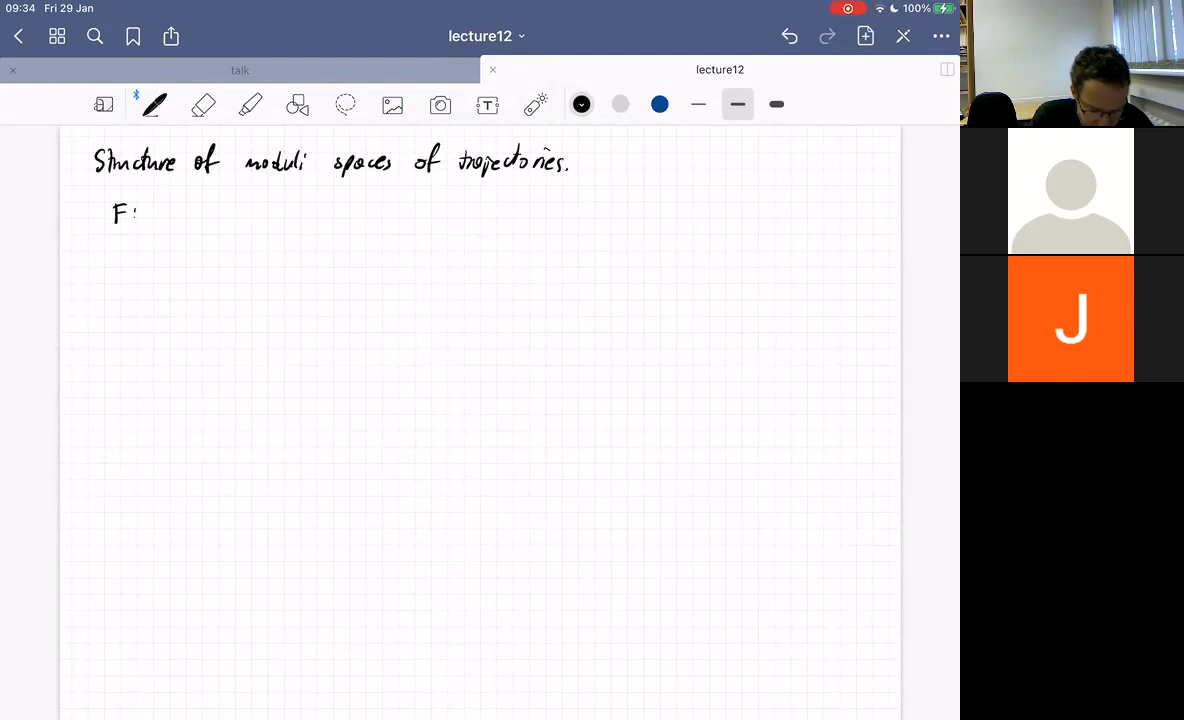 09:34 Fri 29 Jan
100%
lecture12
talk
lecture12
T
Structure of moduli spaces of trajectories.
F:
J